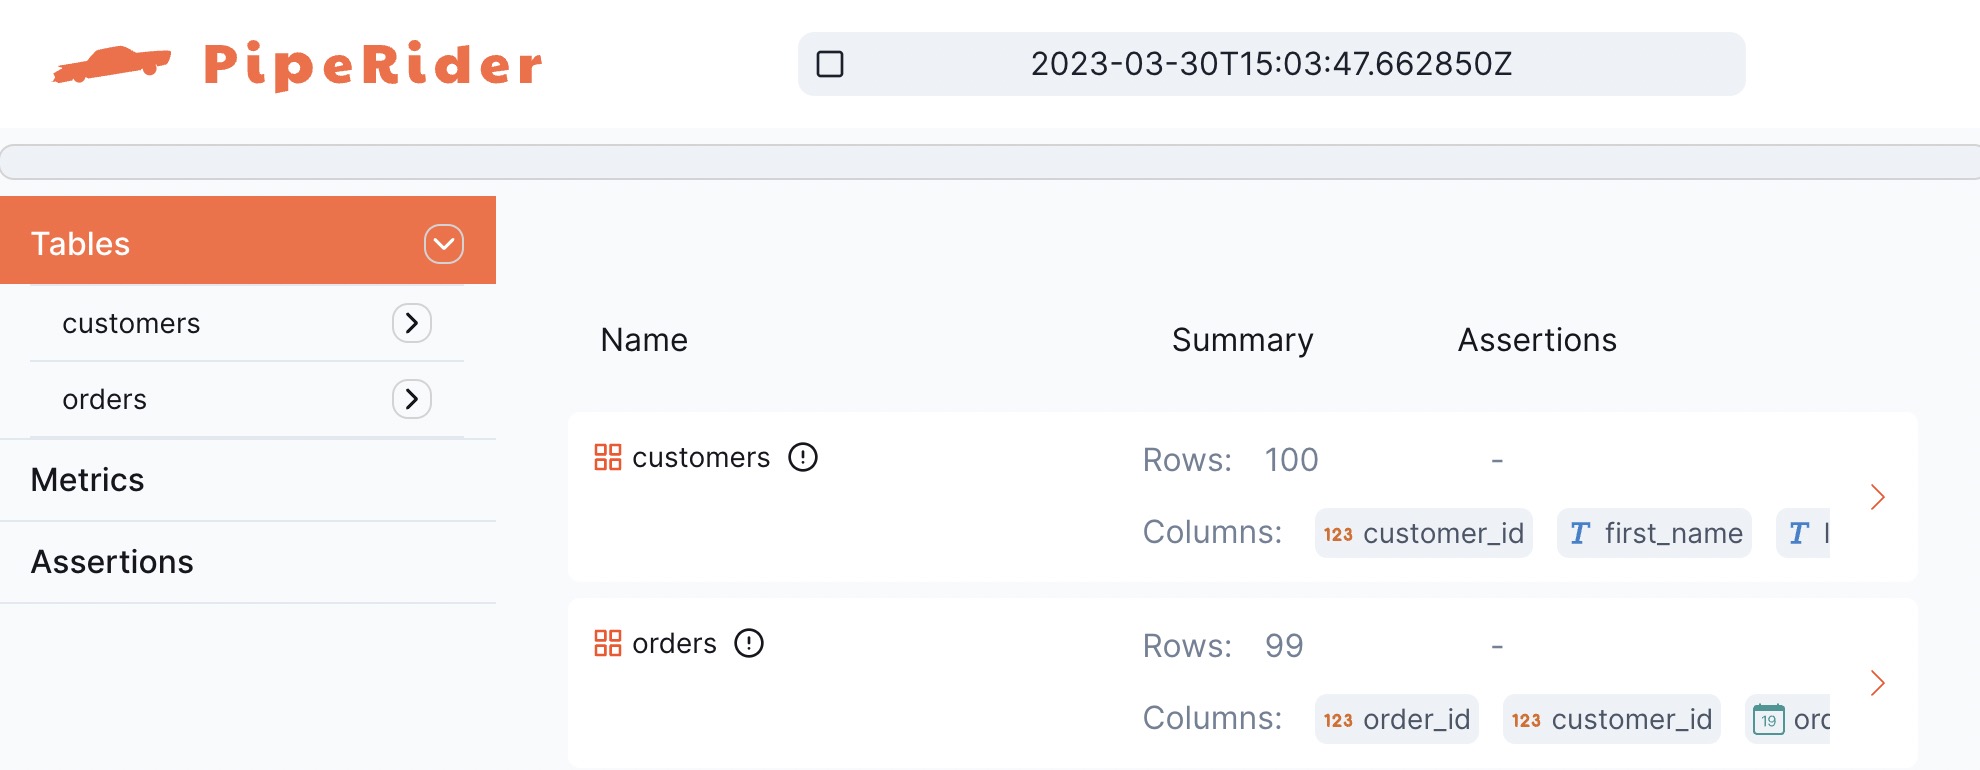 PipeRider
2023-03-30T15:03:47.662850Z
Tables
customers
orders
Metrics
Assertions
Name Summary Assertions
customers Rows: 100 -
Columns: 123 customer_id T first_name T l
orders Rows: 99 -
Columns: 123 order_id 123 customer_id 19 ord